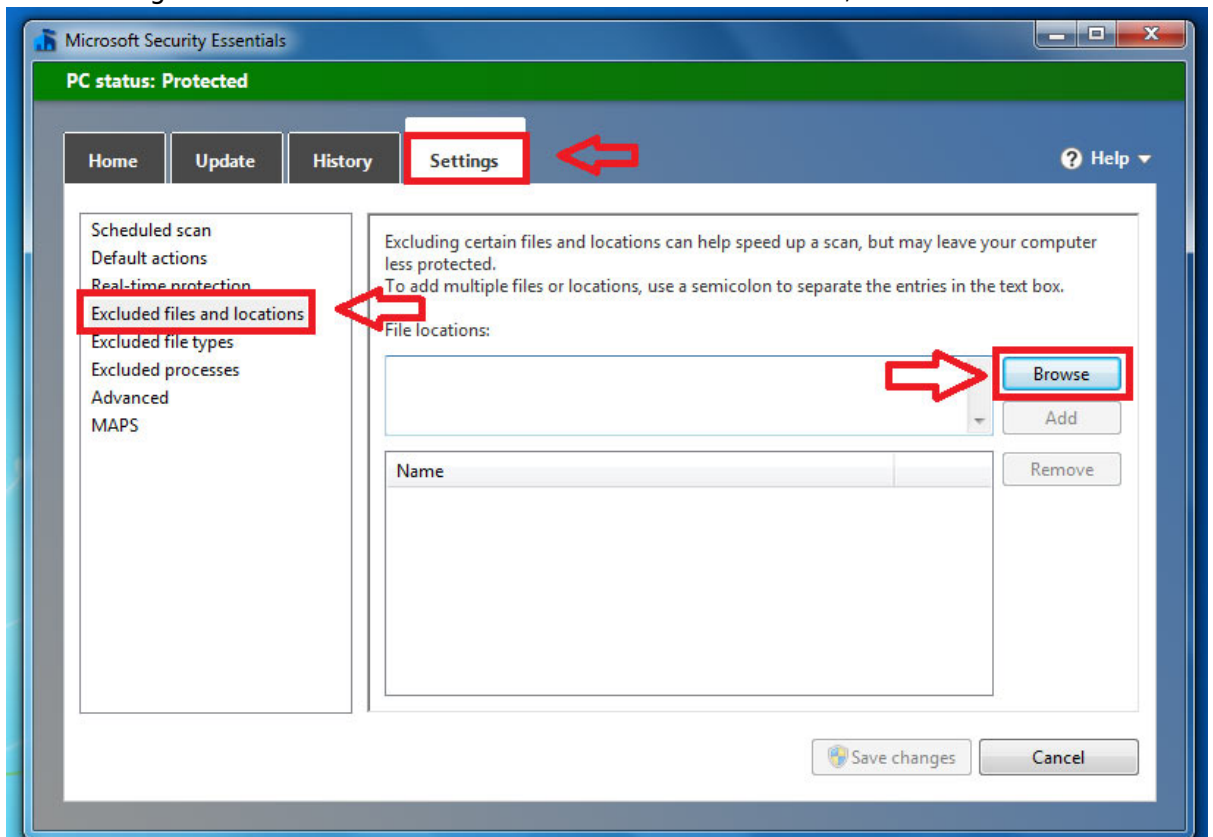 Microsoft Security Essentials
PC status: Protected
Home
Update
History
Settings
Help
Scheduled scan
Default actions
Real-time protection
Excluded files and locations
Excluded file types
Excluded processes
Advanced
MAPS
Excluding certain files and locations can help speed up a scan, but may leave your computer
less protected.
To add multiple files or locations, use a semicolon to separate the entries in the text box.
File locations:
Browse
Add
Name
Remove
Save changes
Cancel